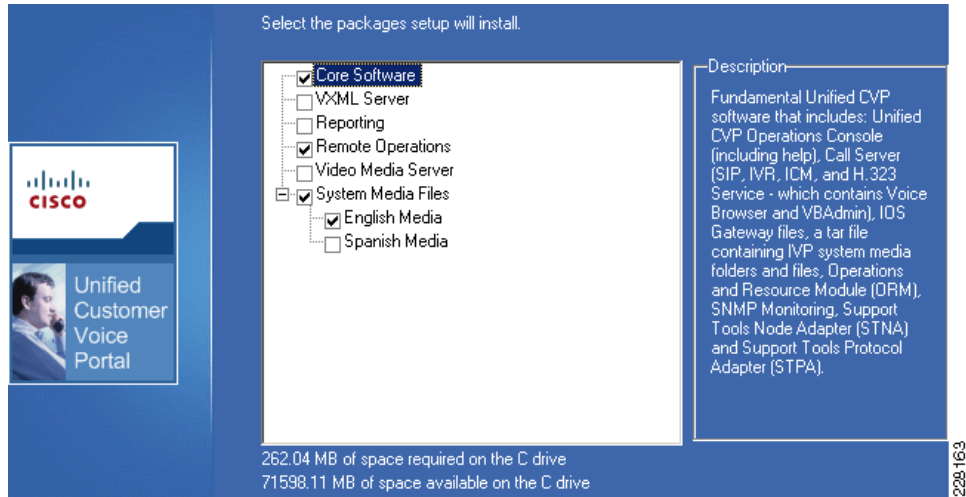 Select the packages setup will install.
Core Software
VXML Server
Reporting
Remote Operations
Video Media Server
System Media Files
English Media
Spanish Media
Description
Fundamental Unified CVP
software that includes: Unified
CVP Operations Console
(including help), Call Server
(SIP, IVR, ICM, and H.323
Service - which contains Voice
Browser and VBAdmin), IOS
Gateway files, a tar file
containing IVP system media
folders and files, Operations
and Resource Module (ORM),
SNMP Monitoring, Support
Tools Node Adapter (STNA)
and Support Tools Protocol
Adapter (STPA).
CISCO
Unified
Customer
Voice
Portal
262.04 MB of space required on the C drive
71598.11 MB of space available on the C drive
228163